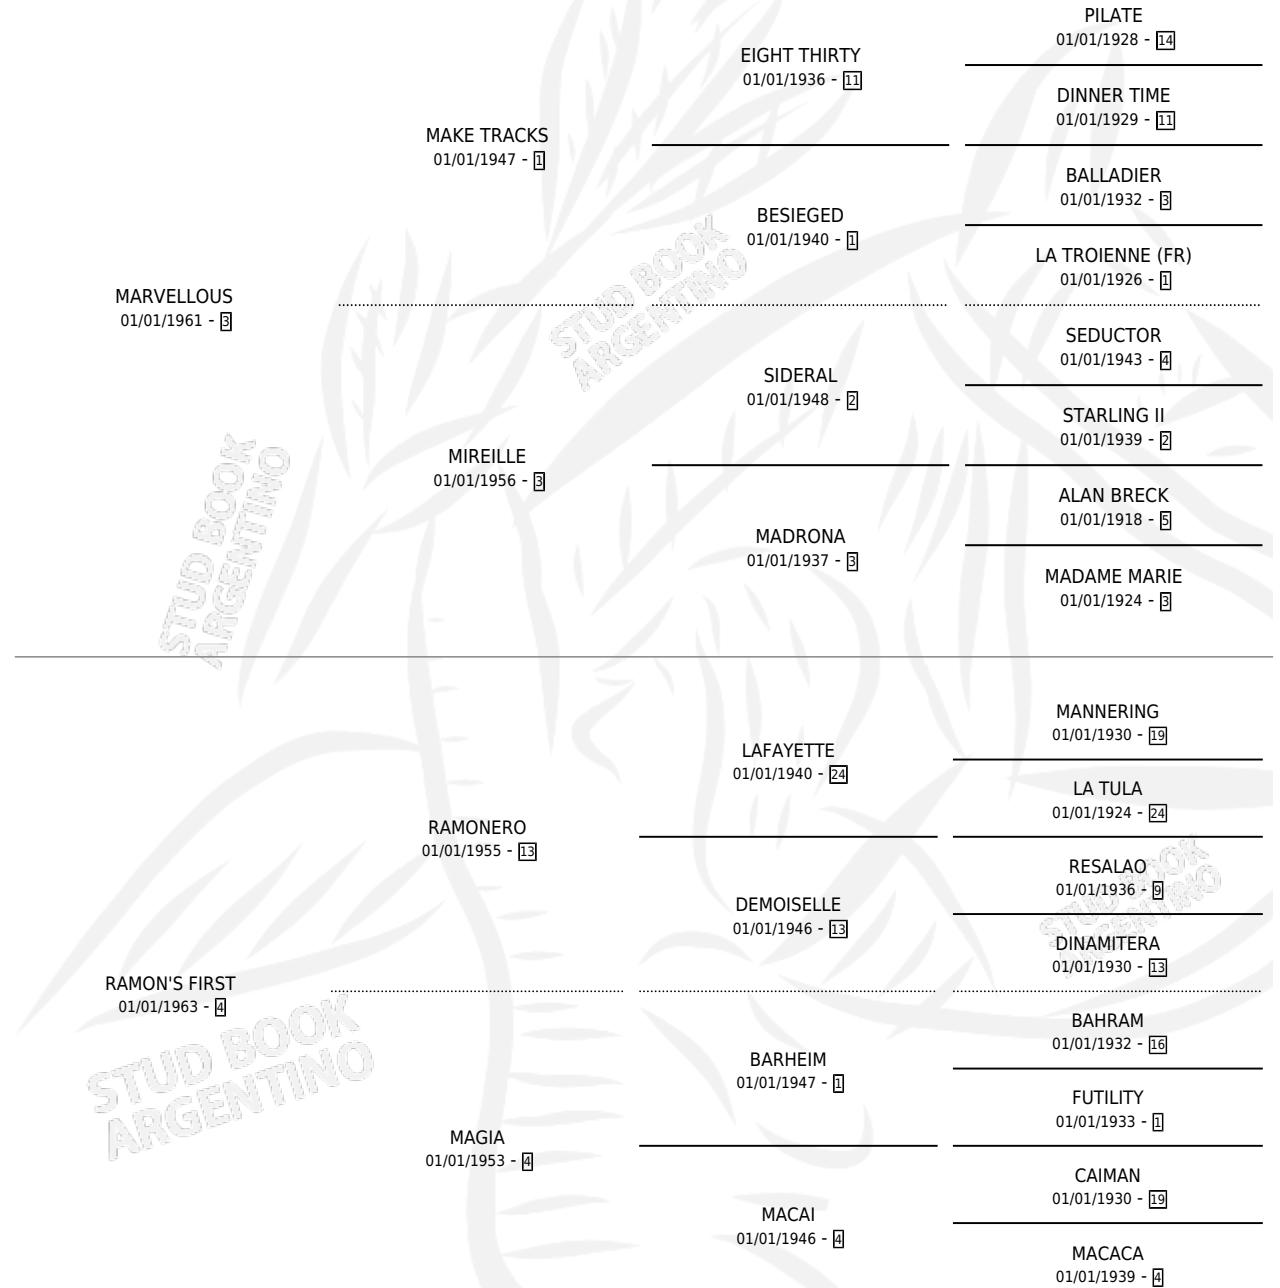 PILATE
01/01/1928 - 14
EIGHT THIRTY
01/01/1936 - 11
DINNER TIME
01/01/1929 - 11
MAKE TRACKS
01/01/1947 - 1
BALLADIER
01/01/1932 - 3
BESIEGED
01/01/1940 - 1
LA TROIENNE (FR)
01/01/1926 - 1
MARVELLOUS
01/01/1961 - 3
STUD BOOK
ARGENTINO
SEDUCTOR
01/01/1943 - 4
SIDERAL
01/01/1948 - 2
STARLING II
01/01/1939 - 2
MIREILLE
01/01/1956 - 3
ALAN BRECK
01/01/1918 - 5
MADRONA
01/01/1937 - 3
MADAME MARIE
01/01/1924 - 3
STUD BOOK
ARGENTINO
MANNERING
01/01/1930 - 19
LAFAYETTE
01/01/1940 - 24
LA TULA
01/01/1924 - 24
RAMONERO
01/01/1955 - 13
RESALAO
01/01/1936 - 9
DEMOISELLE
01/01/1946 - 13
STUD BOOK
ARGENTINO
DINAMITERA
01/01/1930 - 13
RAMON'S FIRST
01/01/1963 - 4
BAHRAM
01/01/1932 - 16
BARHEIM
01/01/1947 - 1
FUTILITY
01/01/1933 - 1
STUD BOOK
ARGENTINO
MAGIA
01/01/1953 - 4
CAIMAN
01/01/1930 - 19
MACAI
01/01/1946 - 4
MACACA
01/01/1939 - 4